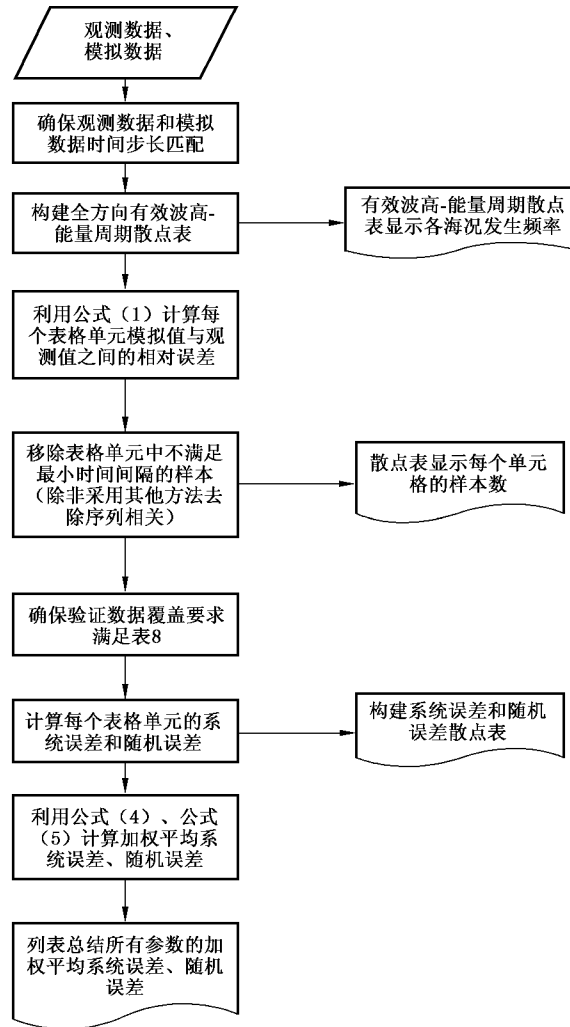 观测数据、
模拟数据
确保观测数据和模拟
数据时间步长匹配
构建全方向有效波高-
能量周期散点表
有效波高-能量周期散点
表显示各海况发生频率
利用公式（1）计算每
个表格单元模拟值与观
测值之间的相对误差
移除表格单元中不满足
最小时间间隔的样本
（除非采用其他方法去
除序列相关）
散点表显示每个单元
格的样本数
确保验证数据覆盖要求
满足表8
计算每个表格单元的系
统误差和随机误差
构建系统误差和随机
误差散点表
利用公式（4）、公式
（5）计算加权平均系
统误差、随机误差
列表总结所有参数的加
权平均系统误差、随机
误差